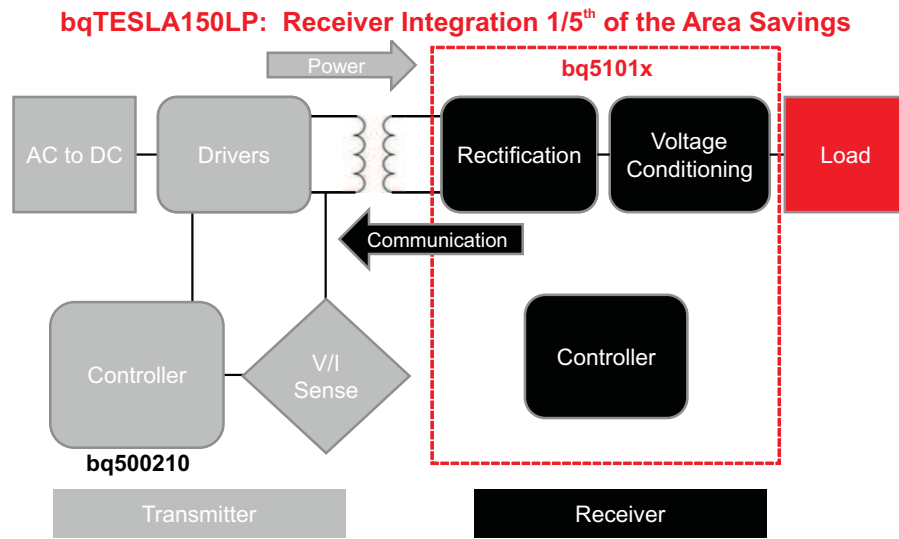 bqTESLA150LP: Receiver Integration 1/5th of the Area Savings
Power
bq5101x
AC to DC
Drivers
Rectification
Voltage
Conditioning
Load
Communication
Controller
V/I
Sense
Controller
bq500210
Transmitter
Receiver